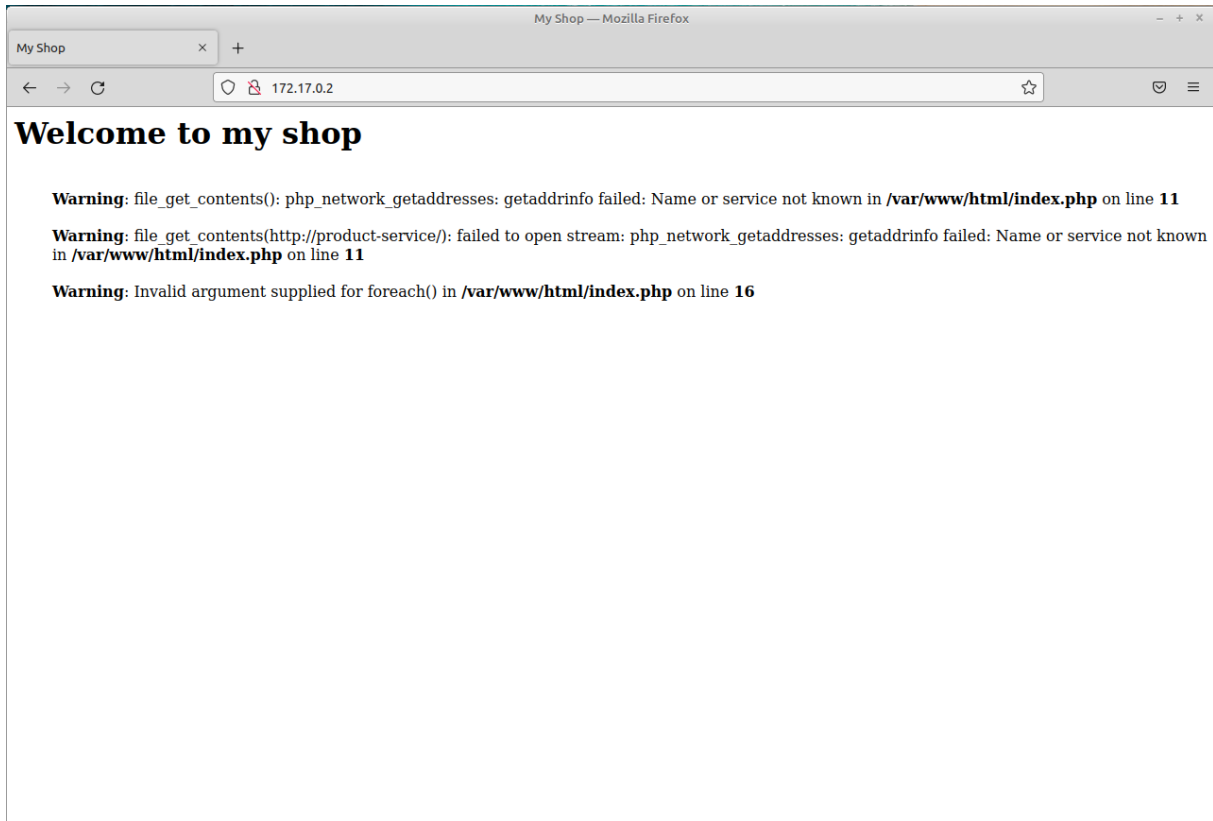 My Shop — Mozilla Firefox
My Shop
172.17.0.2
Welcome to my shop
Warning: file_get_contents(): php_network_getaddresses: getaddrinfo failed: Name or service not known in /var/www/html/index.php on line 11
Warning: file_get_contents(http://product-service/): failed to open stream: php_network_getaddresses: getaddrinfo failed: Name or service not known
in /var/www/html/index.php on line 11
Warning: Invalid argument supplied for foreach() in /var/www/html/index.php on line 16